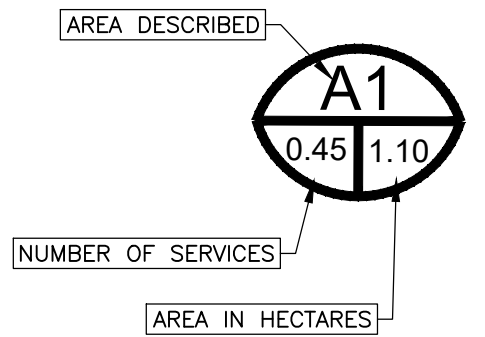 AREA DESCRIBED
A1
0.45 1.10
NUMBER OF SERVICES
AREA IN HECTARES